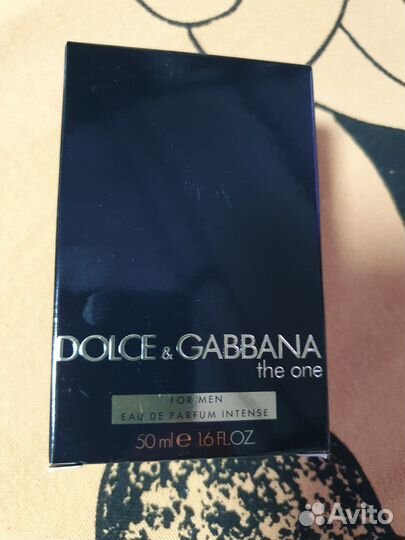 DOLCE & GABBANA
the one
FOR MEN
EAU DE PARFUM INTENSE
50 ml e 1.6 FL.OZ.
Avito